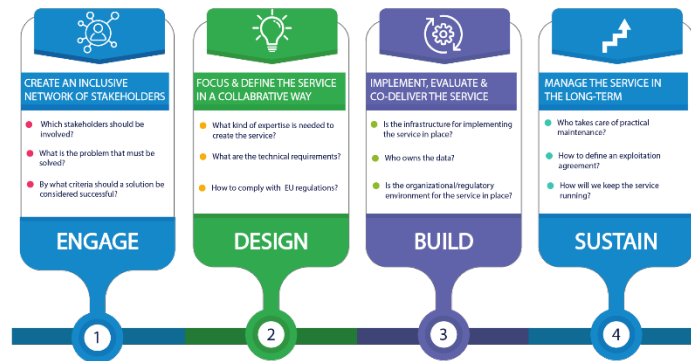 CREATE AN INCLUSIVE
NETWORK OF STAKEHOLDERS
Which stakeholders should be
involved?
What is the problem that must be
solved?
By what criteria should a solution be
considered successful?
ENGAGE
1
FOCUS & DEFINE THE SERVICE
IN A COLLABRATIVE WAY
What kind of expertise is needed to
create the service?
What are the technical requirements?
How to comply with EU regulations?
DESIGN
2
IMPLEMENT, EVALUATE &
CO-DELIVER THE SERVICE
Is the infrastructure for implementing
the service in place?
Who owns the data?
Is the organizational/regulatory
environment for the service in place?
BUILD
3
MANAGE THE SERVICE IN
THE LONG-TERM
Who takes care of practical
maintenance?
How to define an exploitation
agreement?
How will we keep the service
running?
SUSTAIN
4